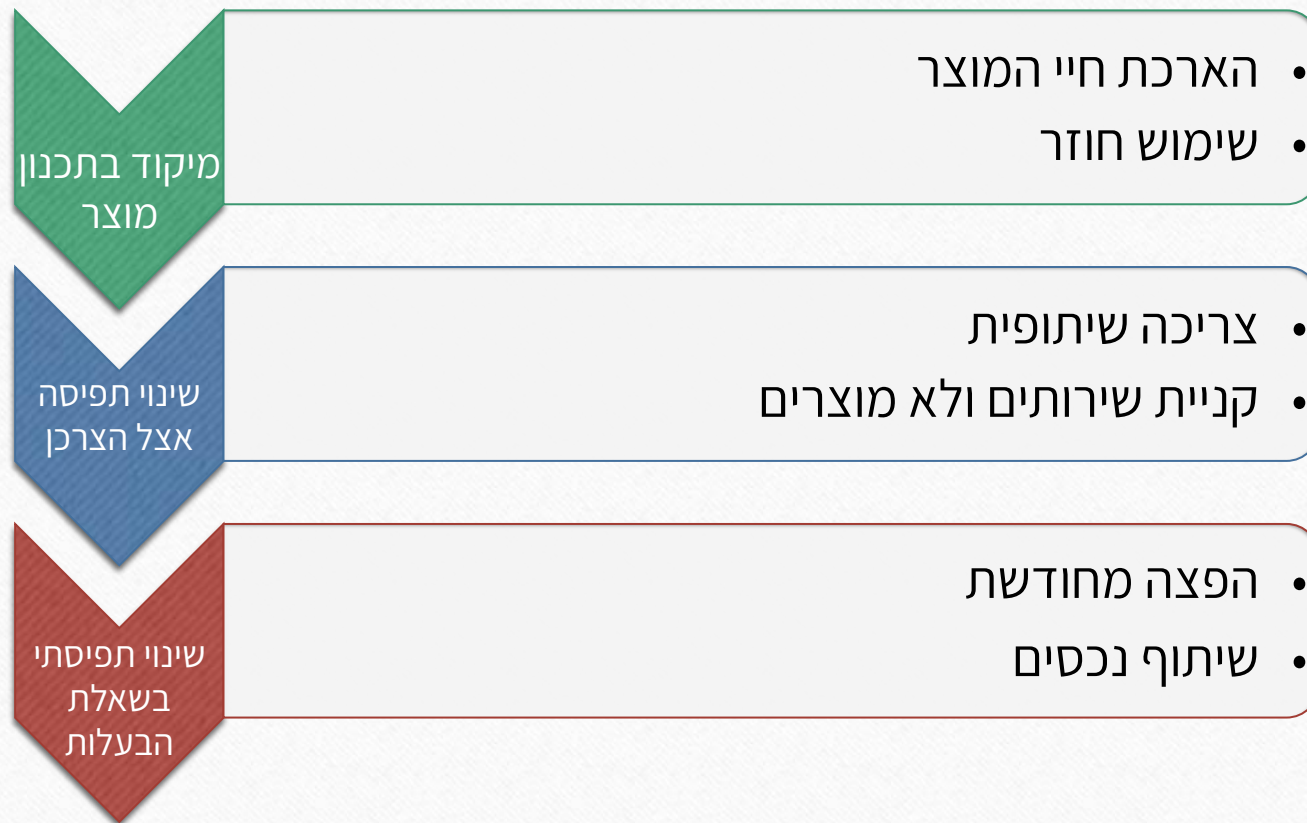 מיקוד בתכנון
מוצר
• הארכת חיי המוצר
• שימוש חוזר
שינוי תפיסה
אצל הצרכן
• צריכה שיתופית
• קניית שירותים ולא מוצרים
שינוי תפיסתי
בשאלת
הבעלות
• הפצה מחודשת
• שיתוף נכסים